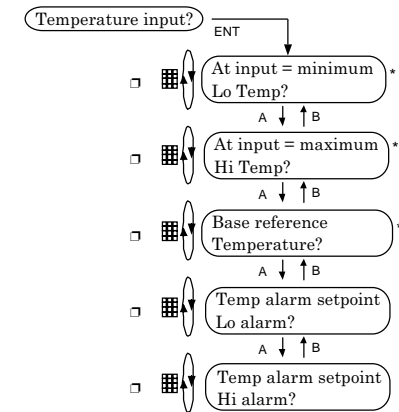 Temperature input?
ENT
At input = minimum *
Lo Temp?
A B
At input = maximum *
Hi Temp?
A B
Base reference *
Temperature?
A B
Temp alarm setpoint
Lo alarm?
A B
Temp alarm setpoint
Hi alarm?